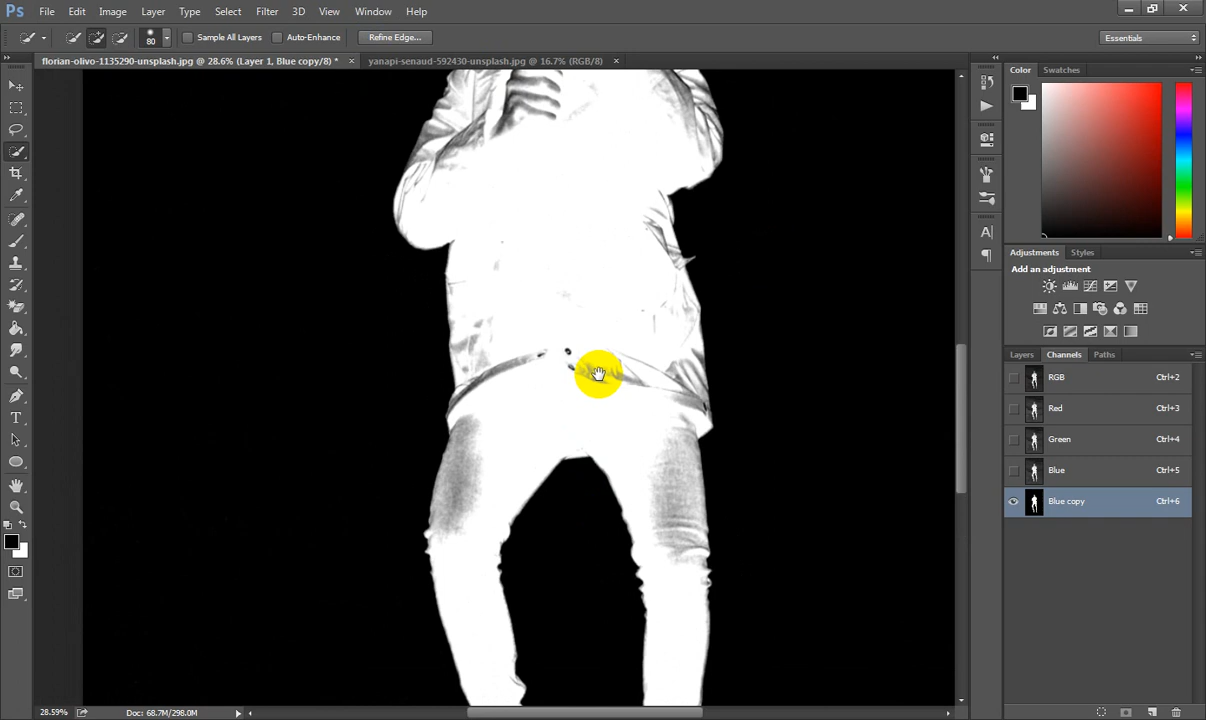 Ps File Edit Image Layer Type Select Filter 3D View Window Help
80 Sample All Layers Auto-Enhance Refine Edge... Essentials
florian-olivo-1135290-unsplash.jpg @ 28.6% (Layer 1, Blue copy/8) * × yanapi-senaud-592430-unsplash.jpg @ 16.7% (RGB/8) ×
Color Swatches
Adjustments Styles
Add an adjustment
Layers Channels Paths
RGB Ctrl+2
Red Ctrl+3
Green Ctrl+4
Blue Ctrl+5
Blue copy Ctrl+6
28.59% Doc: 68.7M/298.0M